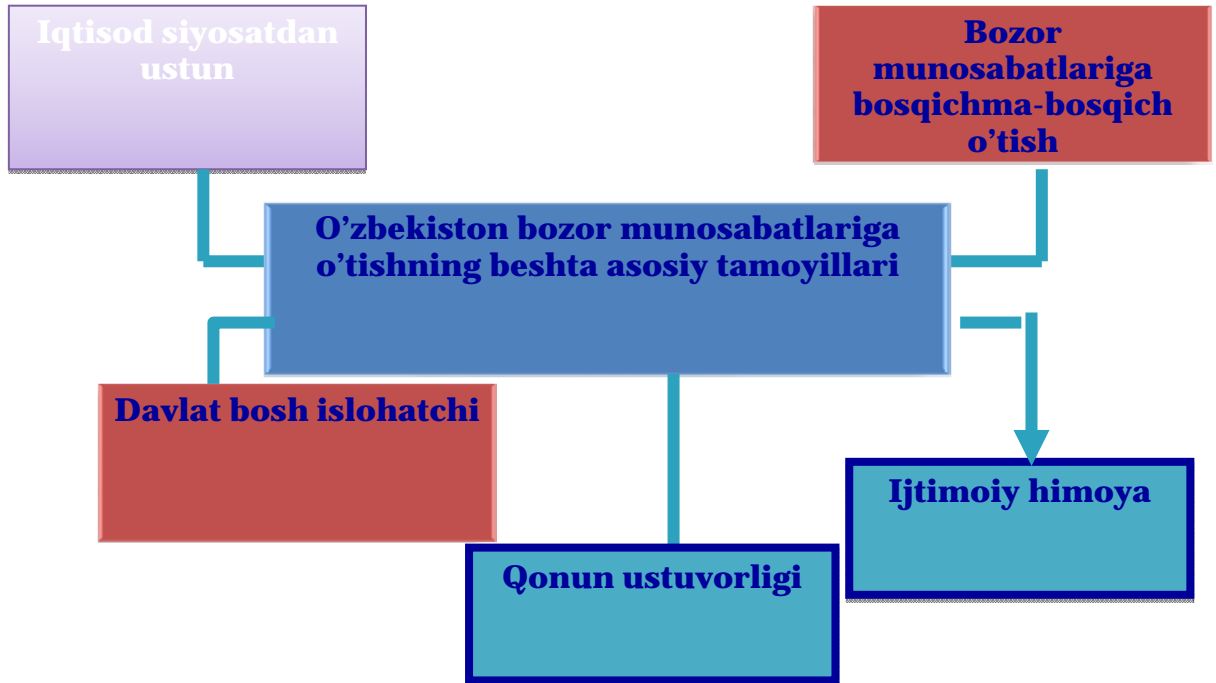 Iqtisod siyosatdan
ustun
Bozor
munosabatlariga
bosqichma-bosqich
o’tish
O’zbekiston bozor munosabatlariga
o’tishning beshta asosiy tamoyillari
Davlat bosh islohatchi
Ijtimoiy himoya
Qonun ustuvorligi